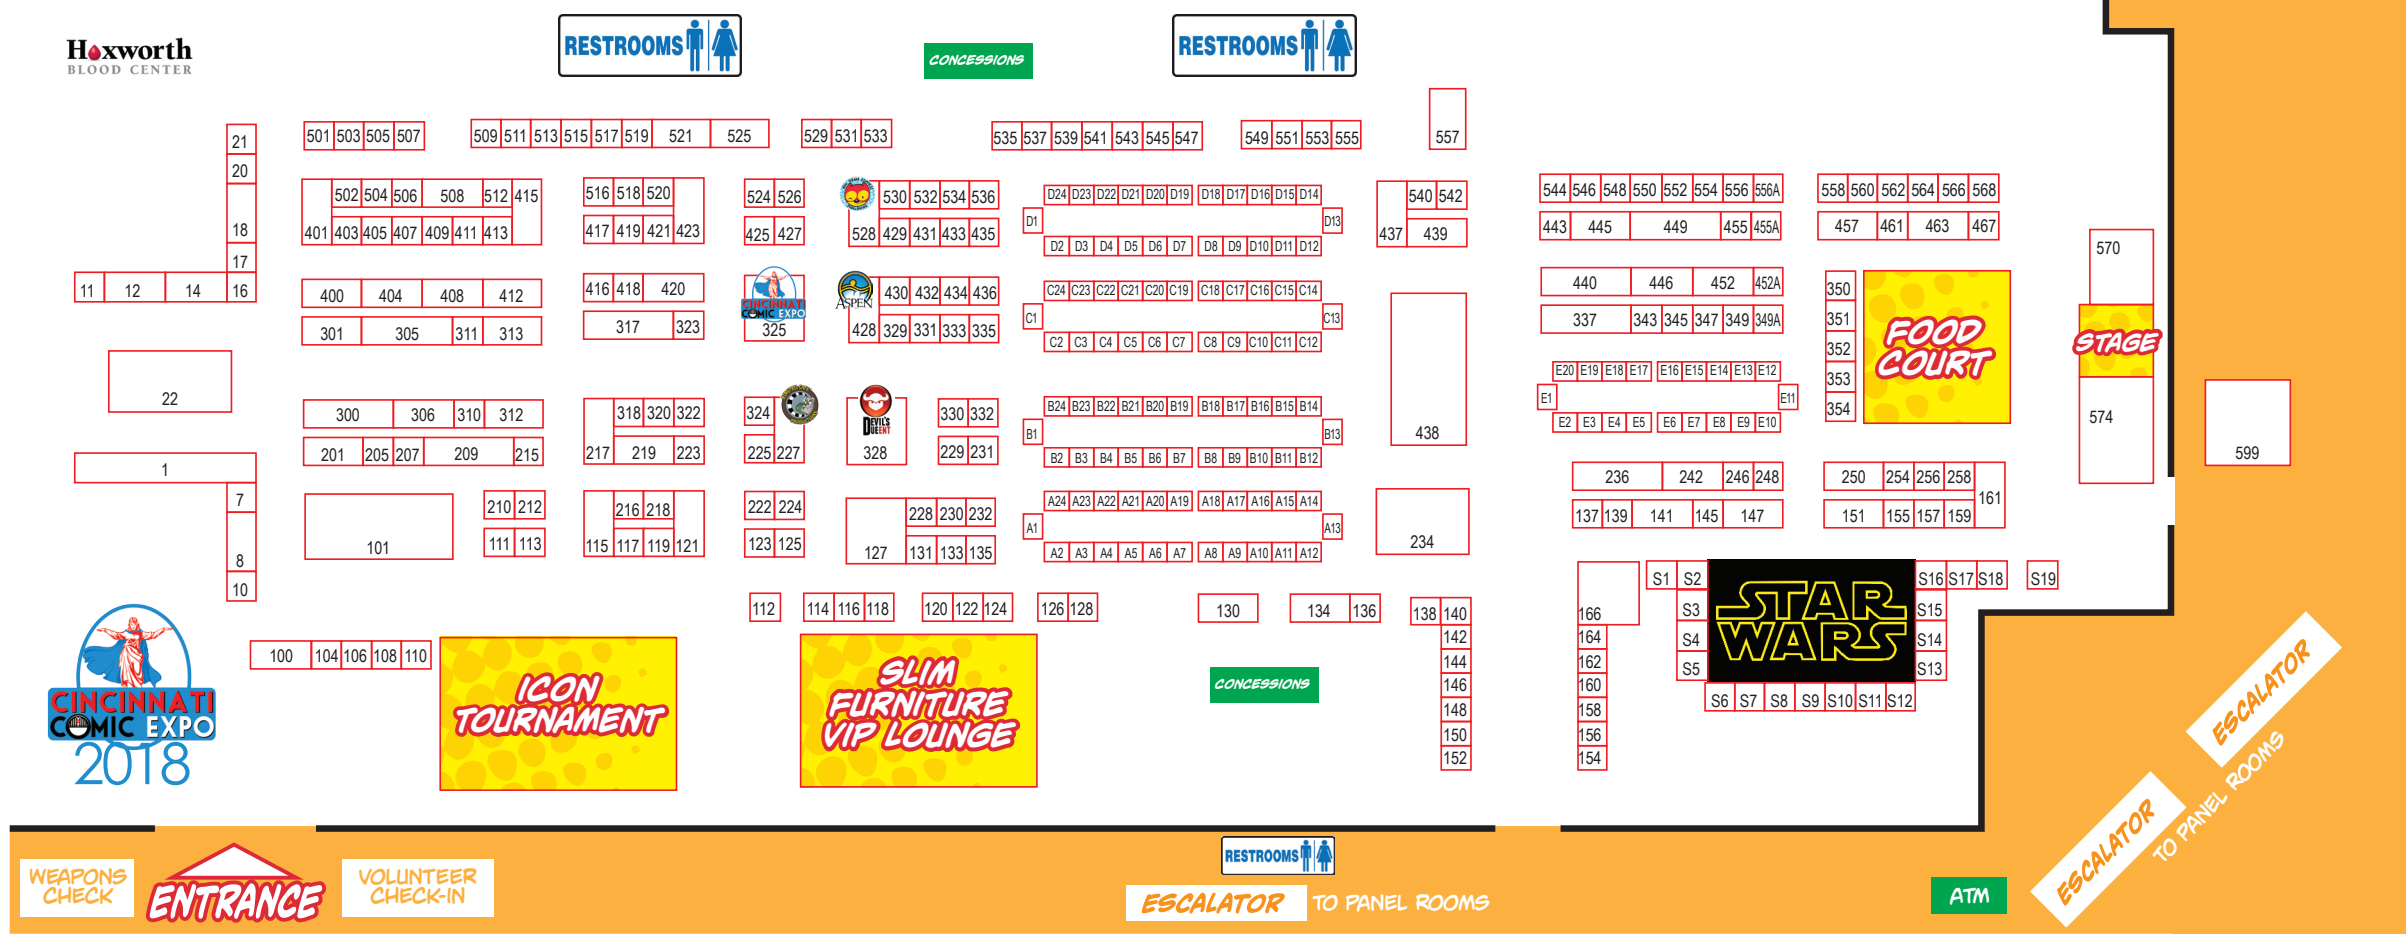 Hoxworth
BLOOD CENTER
RESTROOMS
CONCESSIONS
RESTROOMS
21
20
18
17
11 12 14 16
22
1
7
8
10
501 503 505 507
509 511 513 515 517 519 521 525
529 531 533
535 537 539 541 543 545 547
549 551 553 555
557
502 504 506 508 512 415
401 403 405 407 409 411 413
516 518 520
417 419 421 423
524 526
425 427
530 532 534 536
528 429 431 433 435
D24 D23 D22 D21 D20 D19 D18 D17 D16 D15 D14
D1 D13
D2 D3 D4 D5 D6 D7 D8 D9 D10 D11 D12
540 542
437 439
544 546 548 550 552 554 556 556A
443 445 449 455 455A
558 560 562 564 566 568
457 461 463 467
570
STAGE
574
599
400 404 408 412
301 305 311 313
416 418 420
317 323
CINCINNATI
COMIC EXPO
325
ASPEN
430 432 434 436
428 329 331 333 335
C24 C23 C22 C21 C20 C19 C18 C17 C16 C15 C14
C1 C13
C2 C3 C4 C5 C6 C7 C8 C9 C10 C11 C12
438
440 446 452 452A
337 343 345 347 349 349A
350
351
352
353
354
FOOD
COURT
E20 E19 E18 E17 E16 E15 E14 E13 E12
E1 E11
E2 E3 E4 E5 E6 E7 E8 E9 E10
300 306 310 312
201 205 207 209 215
318 320 322
217 219 223
324
225 227
DEVIL'S
DUE ENT
328
330 332
229 231
B24 B23 B22 B21 B20 B19 B18 B17 B16 B15 B14
B1 B13
B2 B3 B4 B5 B6 B7 B8 B9 B10 B11 B12
236 242 246 248
137 139 141 145 147
250 254 256 258
161
151 155 157 159
101
210 212
111 113
216 218
115 117 119 121
222 224
123 125
228 230 232
127 131 133 135
A24 A23 A22 A21 A20 A19 A18 A17 A16 A15 A14
A1 A13
A2 A3 A4 A5 A6 A7 A8 A9 A10 A11 A12
234
112
114 116 118
120 122 124
126 128
130
134 136
138 140
142
144
146
148
150
152
166
164
162
160
158
156
154
S1 S2
S3
S4
S5
STAR
WARS
S16 S17 S18
S19
S15
S14
S13
S6 S7 S8 S9 S10 S11 S12
100 104 106 108 110
CINCINNATI
COMIC EXPO
2018
ICON
TOURNAMENT
SLIM
FURNITURE
VIP LOUNGE
CONCESSIONS
WEAPONS
CHECK
ENTRANCE
VOLUNTEER
CHECK-IN
RESTROOMS
ESCALATOR TO PANEL ROOMS
ATM
ESCALATOR
ESCALATOR
TO PANEL ROOMS